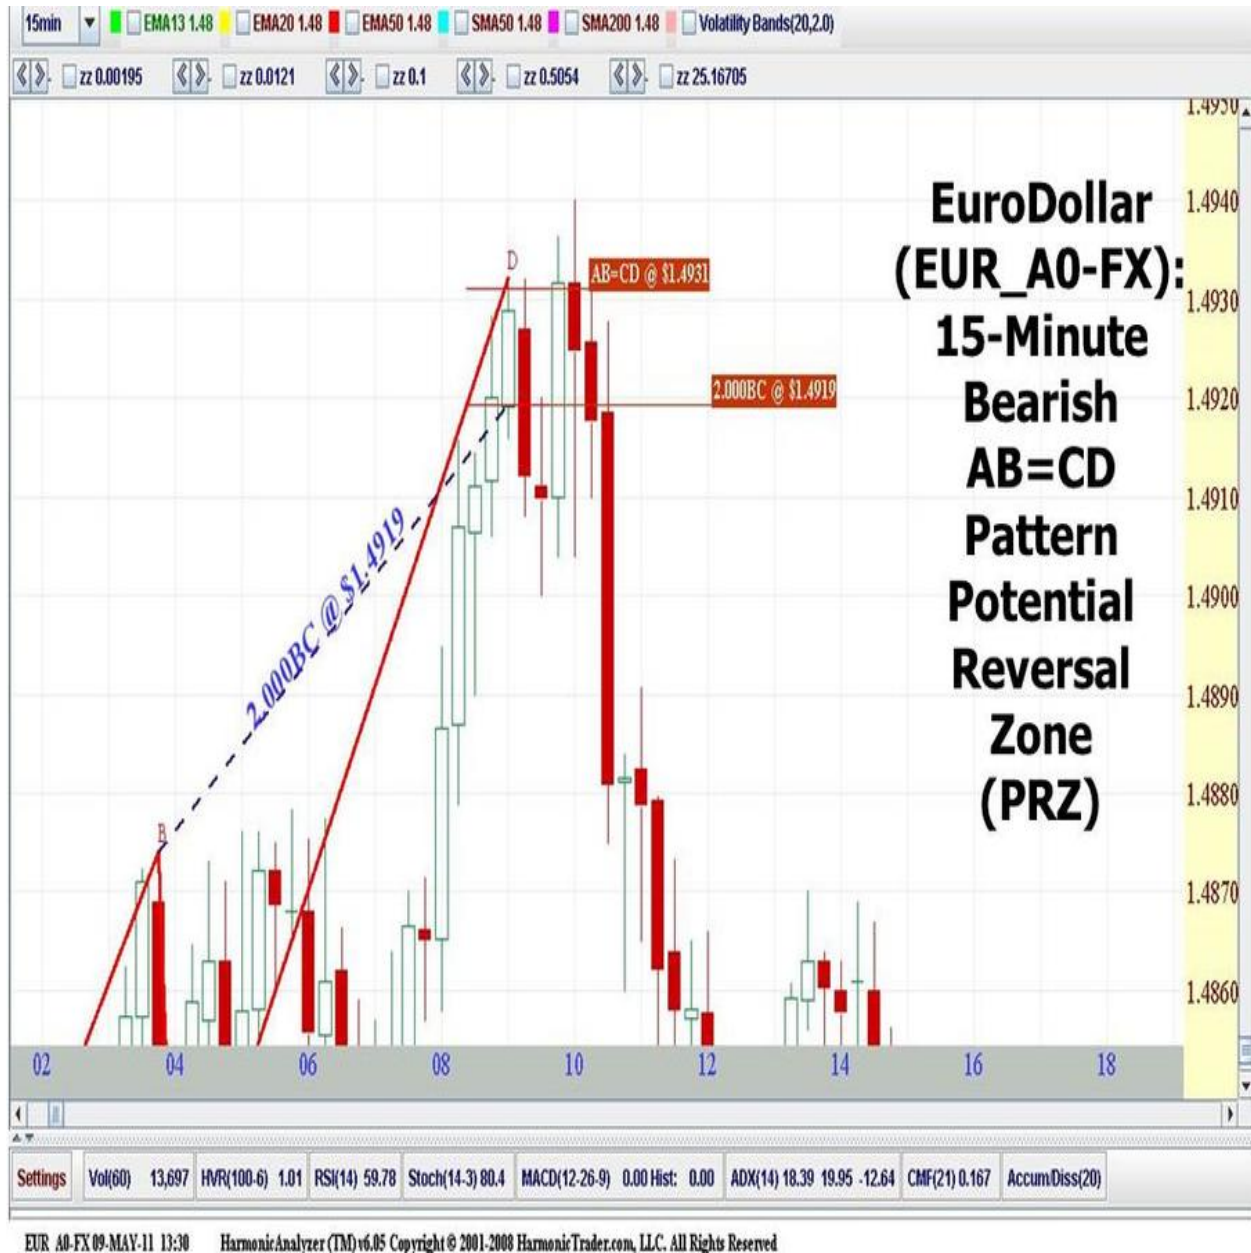 15min EMA13 1.48 EMA20 1.48 EMA50 1.48 SMA50 1.48 SMA200 1.48 Volatility Bands(20,2.0)
zz 0.00195 zz 0.0121 zz 0.1 zz 0.5054 zz 25.16705
1.4950
EuroDollar
(EUR_A0-FX):
15-Minute
Bearish
AB=CD
Pattern
Potential
Reversal
Zone
(PRZ)
1.4940
D
AB=CD @ $1.4931
1.4930
2.000BC @ $1.4919
1.4920
2.000BC @ $1.4919
1.4910
1.4900
1.4890
1.4880
B
1.4870
1.4860
02 04 06 08 10 12 14 16 18
Settings Vol(60) 13,697 HVR(100-6) 1.01 RSI(14) 59.78 Stoch(14-3) 80.4 MACD(12-26-9) 0.00 Hist: 0.00 ADX(14) 18.39 19.95 -12.64 CMF(21) 0.167 Accum/Diss(20)
EUR_A0-FX 09-MAY-11 13:30 HarmonicAnalyzer (TM) v6.05 Copyright © 2001-2008 HarmonicTrader.com, LLC. All Rights Reserved